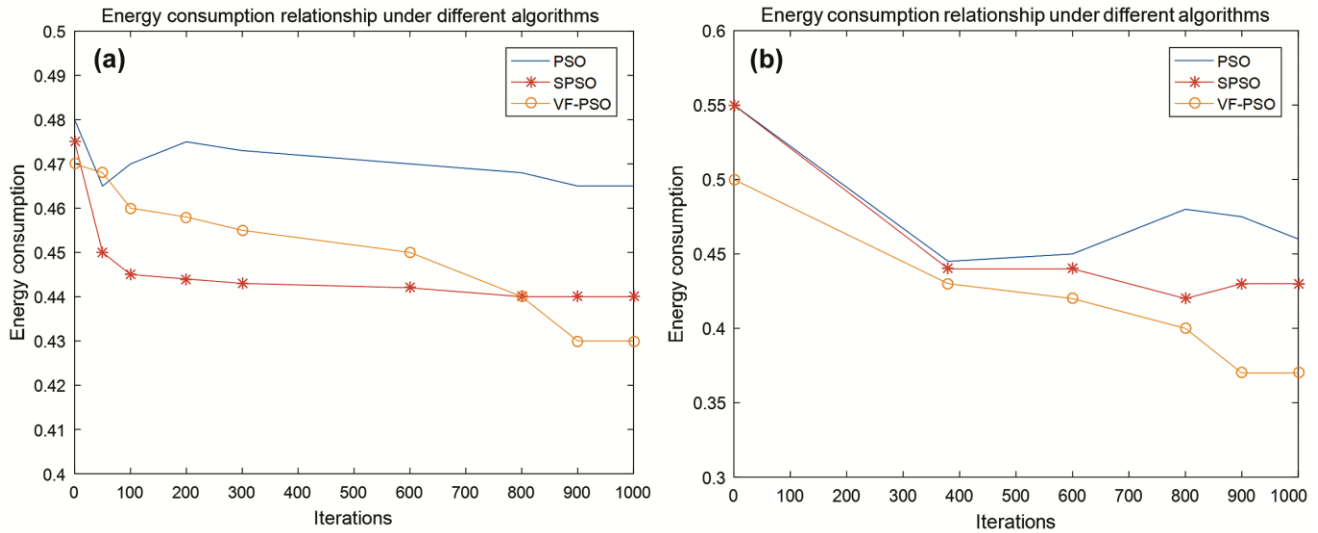 Energy consumption relationship under different algorithms
(a)
PSO
SPSO
VF-PSO
0.5
0.49
0.48
0.47
0.46
0.45
0.44
0.43
0.42
0.41
0.4
Energy consumption
0 100 200 300 400 500 600 700 800 900 1000
Iterations
Energy consumption relationship under different algorithms
(b)
PSO
SPSO
VF-PSO
0.6
0.55
0.5
0.45
0.4
0.35
0.3
Energy consumption
0 100 200 300 400 500 600 700 800 900 1000
Iterations